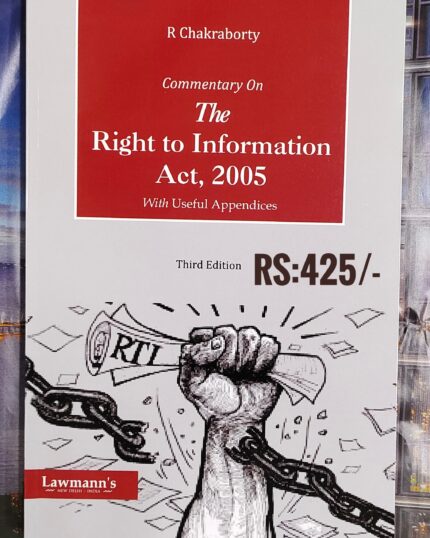 R Chakraborty
Commentary On
The
Right to Information
Act, 2005
With Useful Appendices
Third Edition
RS:425/-
RTI
Lawmann's
NEW DELHI - INDIA